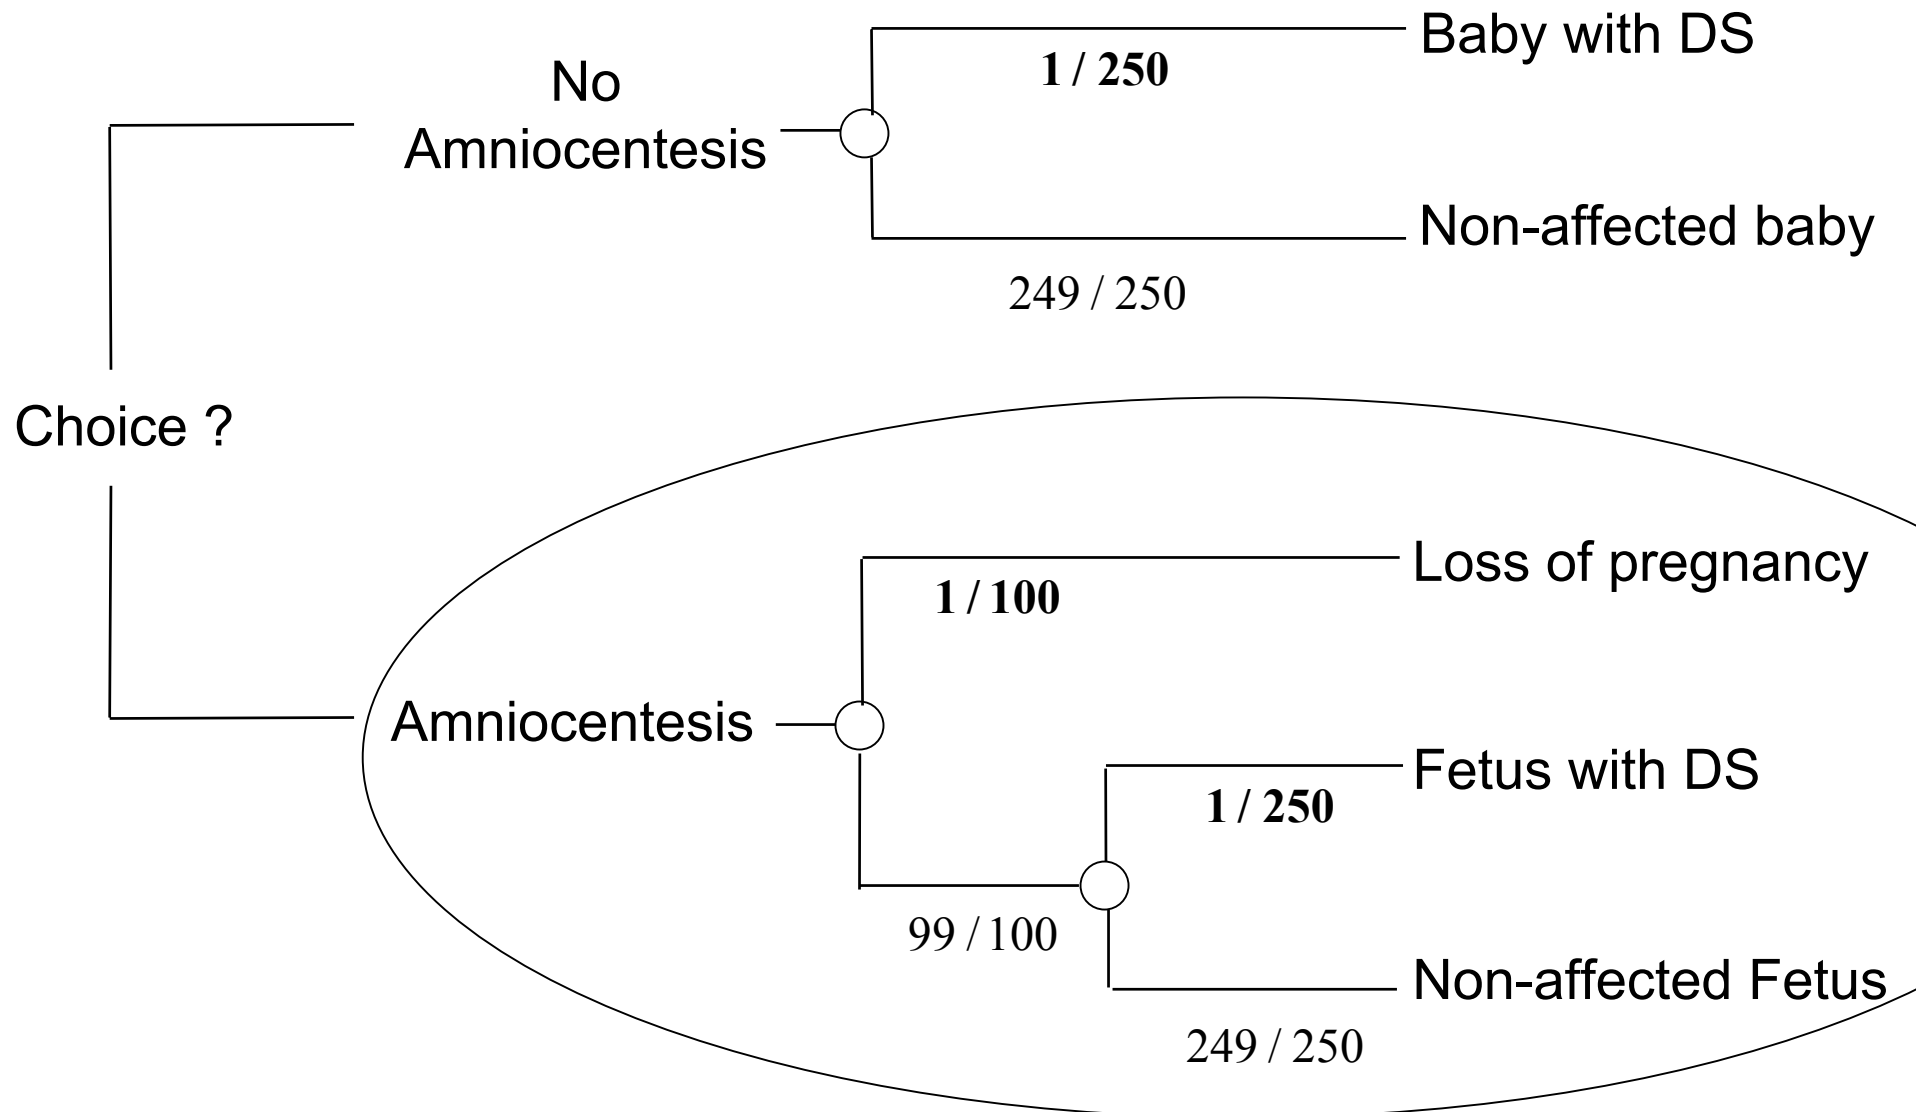 Baby with DS
1 / 250
No
Amniocentesis
Non-affected baby
249 / 250
Choice ?
Loss of pregnancy
1 / 100
Amniocentesis
Fetus with DS
1 / 250
99 / 100
Non-affected Fetus
249 / 250